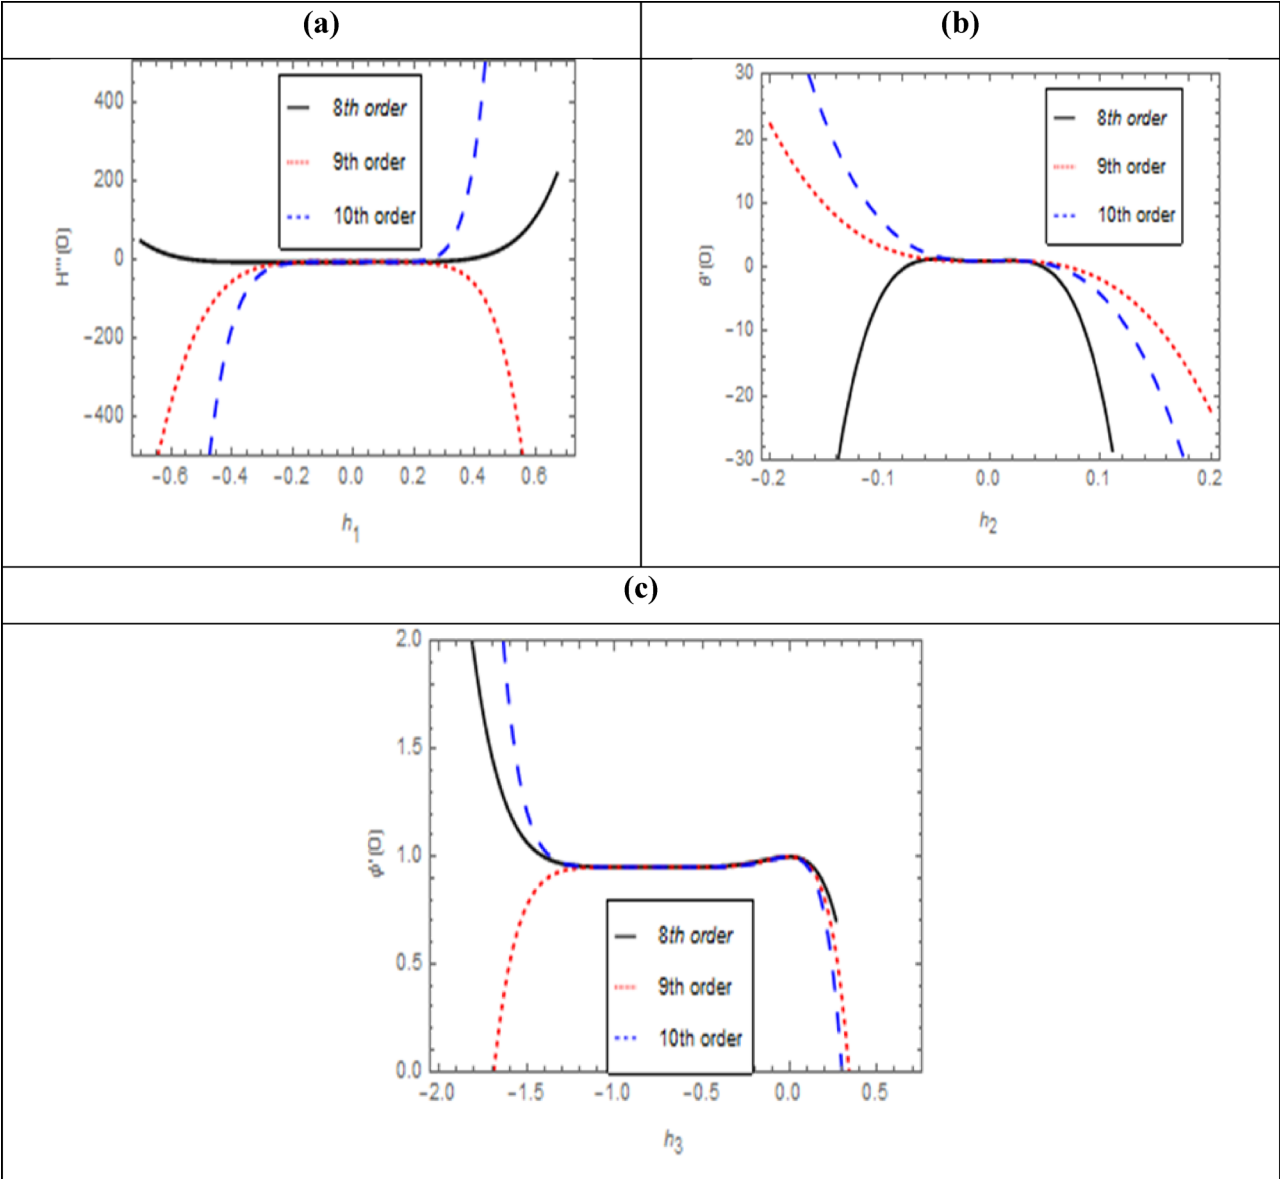 (a)
(b)
400
200
0
−200
−400
H'''(0)
8th order
9th order
10th order
−0.6 −0.4 −0.2 0.0 0.2 0.4 0.6
h1
30
20
10
0
−10
−20
−30
θ'(0)
8th order
9th order
10th order
−0.2 −0.1 0.0 0.1 0.2
h2
(c)
2.0
1.5
1.0
0.5
0.0
ϕ'(0)
8th order
9th order
10th order
−2.0 −1.5 −1.0 −0.5 0.0 0.5
h3